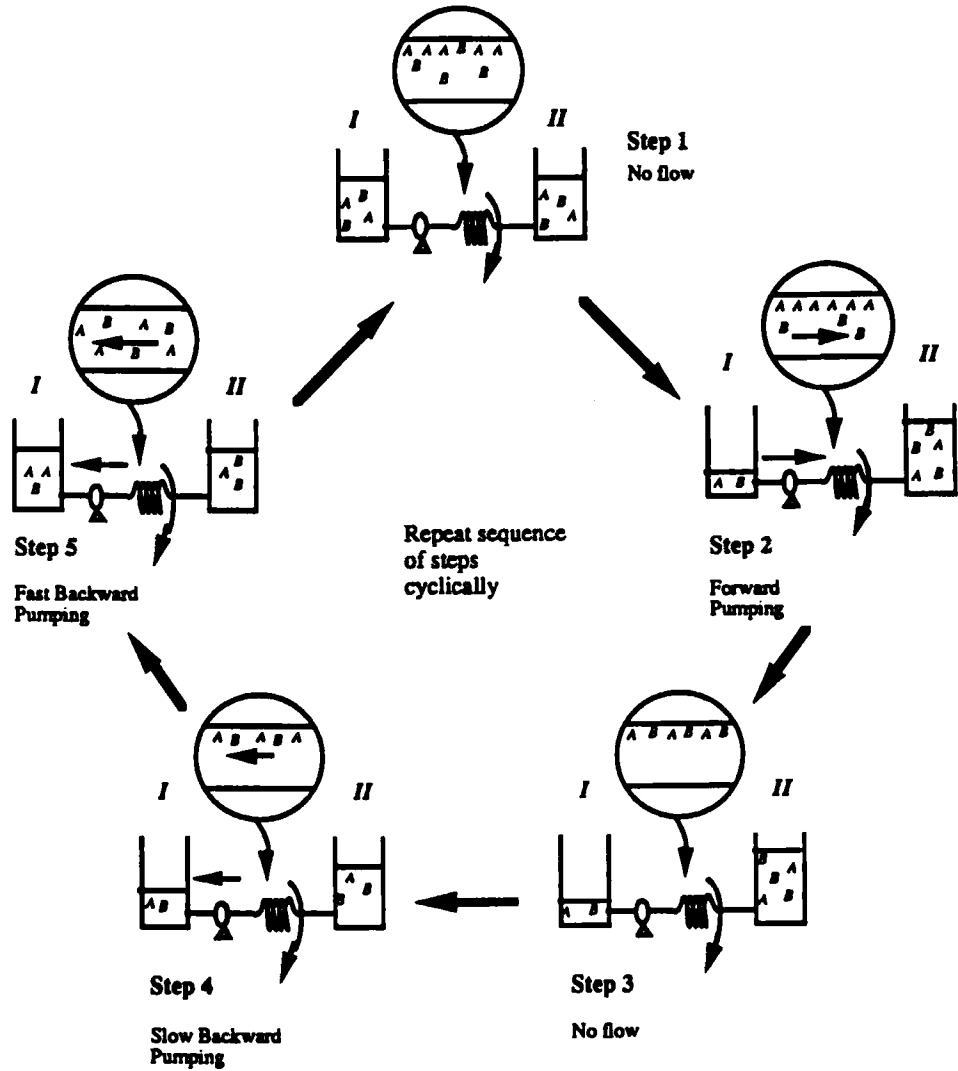 A A A B A A
B B
B
I II
A B A B
B A B A
Step 1
No flow
A A A A A A
B B B
I II
A B
B B A A B
Step 2
Forward
Pumping
A B A B A B
I II
A B
B A B A B
Step 3
No flow
A B A B A
I II
A B
A B B
Step 4
Slow Backward
Pumping
A B A B
A B A
I II
A A B
A B B
Step 5
Fast Backward
Pumping
Repeat sequence
of steps
cyclically